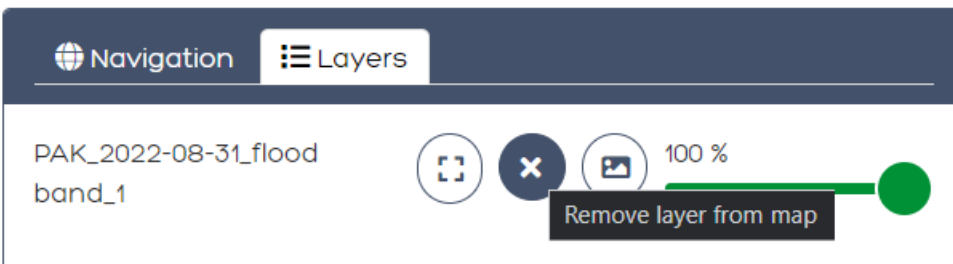 Navigation
Layers
PAK_2022-08-31_flood
band_1
100 %
Remove layer from map